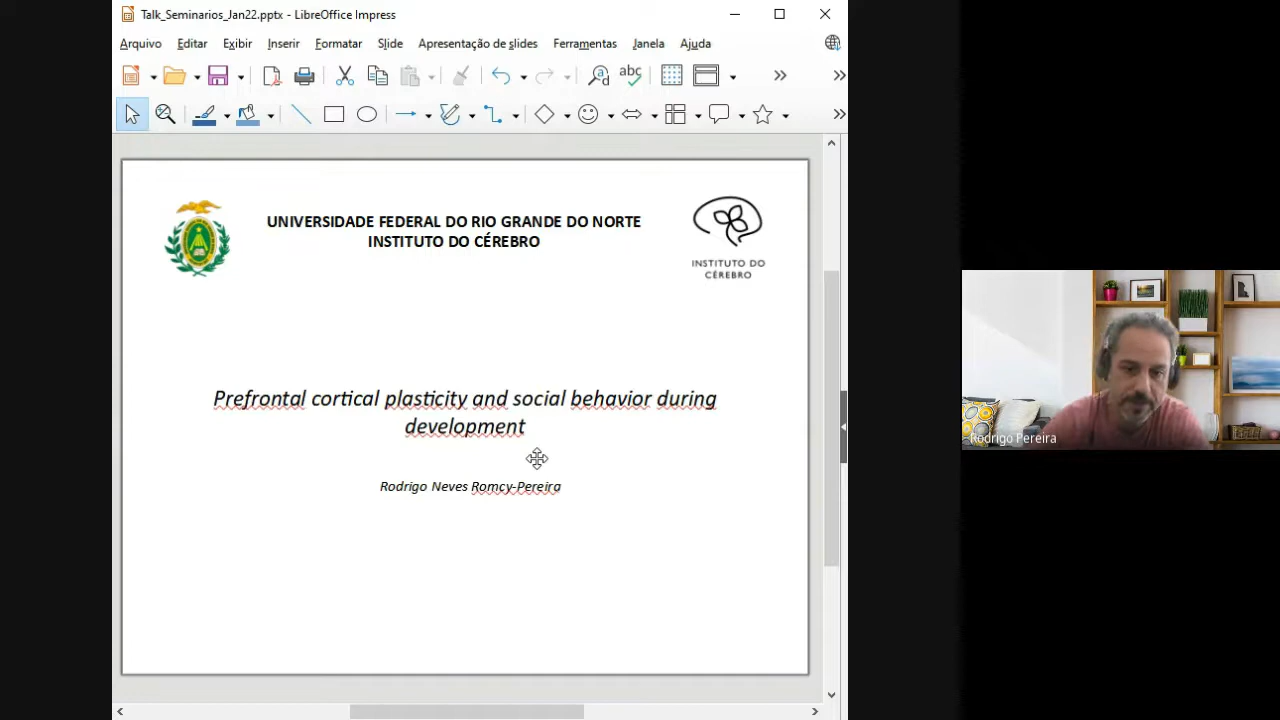 Talk_Seminarios_Jan22.pptx - LibreOffice Impress
Arquivo Editar Exibir Inserir Formatar Slide Apresentação de slides Ferramentas Janela Ajuda
abc
UNIVERSIDADE FEDERAL DO RIO GRANDE DO NORTE
INSTITUTO DO CÉREBRO
INSTITUTO DO
CÉREBRO
Prefrontal cortical plasticity and social behavior during
development
Rodrigo Neves Romcy-Pereira
Rodrigo Pereira